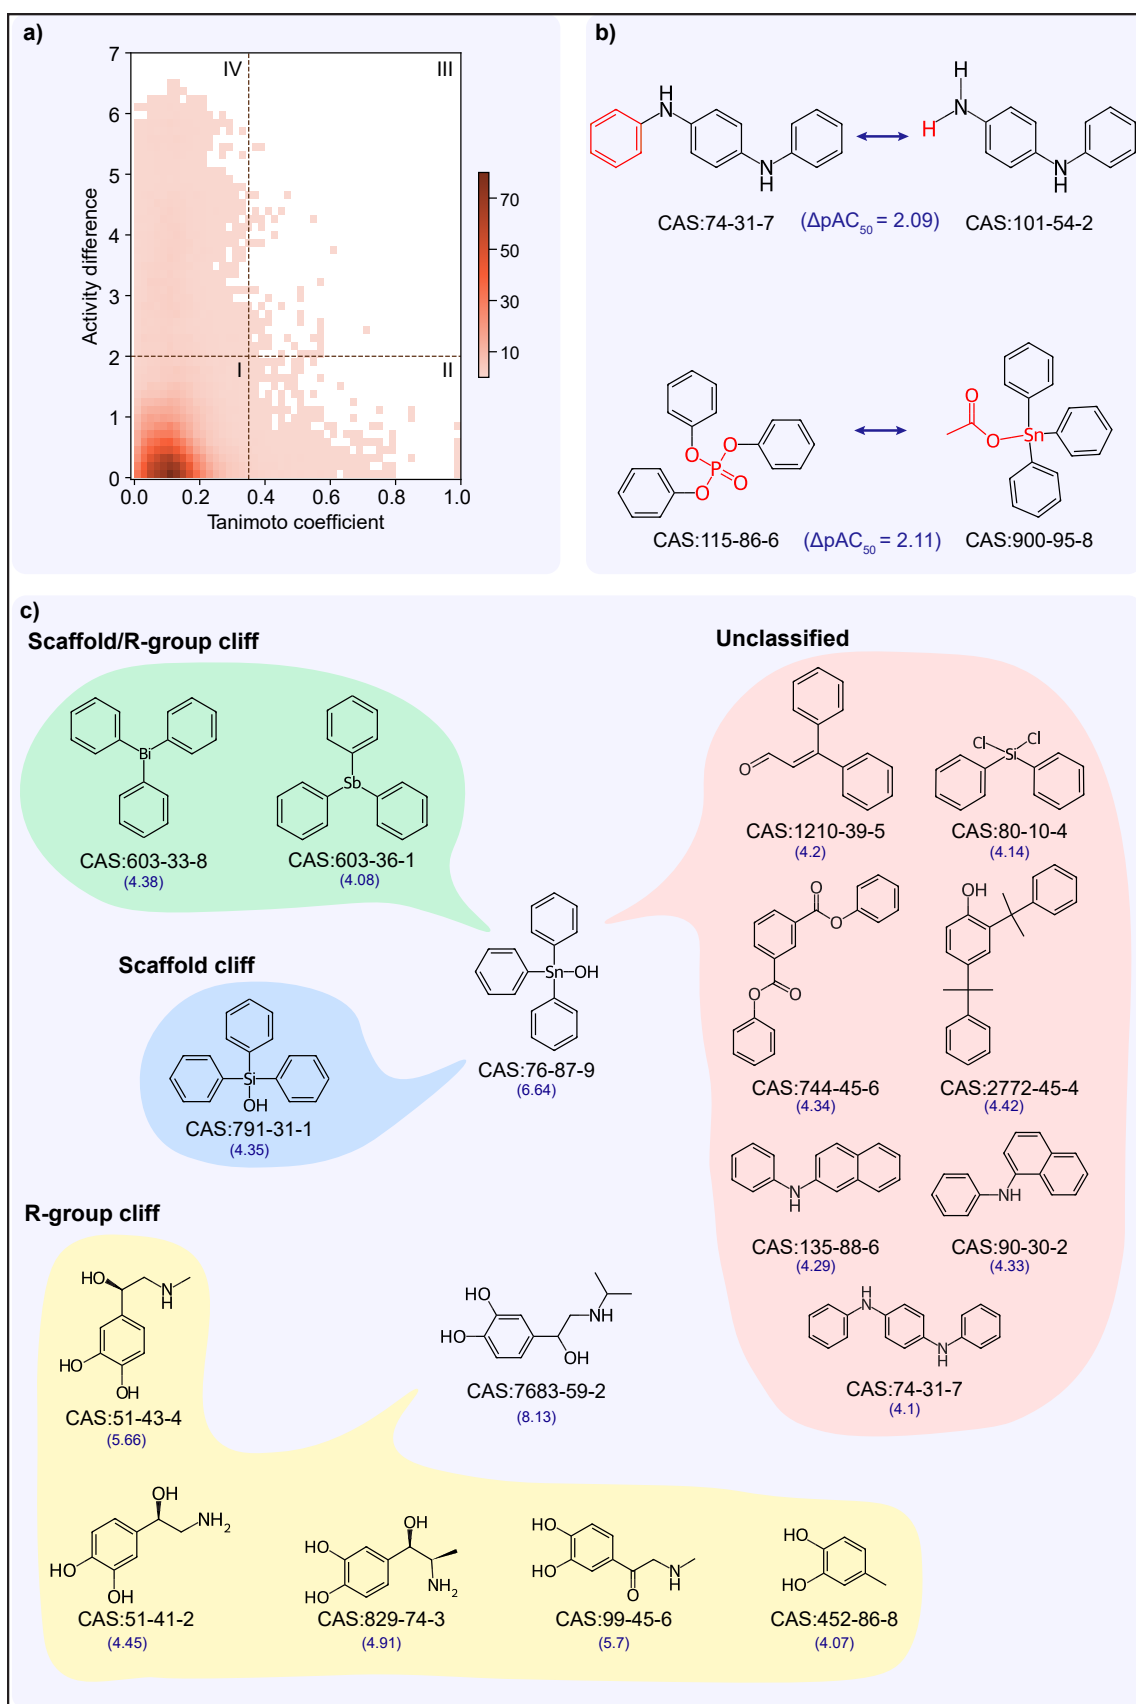 a)
7
6
5
4
3
2
1
0
Activity difference
IV
III
I
II
0.0
0.2
0.4
0.6
0.8
1.0
Tanimoto coefficient
70
50
30
10
b)
H
N
N
H
H
H
N
N
H
CAS:74-31-7
(ΔpAC50 = 2.09)
CAS:101-54-2
O
O
P
O
O
O
O
Sn
CAS:115-86-6
(ΔpAC50 = 2.11)
CAS:900-95-8
c)
Scaffold/R-group cliff
Bi
Sb
CAS:603-33-8
(4.38)
CAS:603-36-1
(4.08)
Scaffold cliff
Si
OH
CAS:791-31-1
(4.35)
Sn
OH
CAS:76-87-9
(6.64)
Unclassified
O
Cl
Cl
Si
CAS:1210-39-5
(4.2)
CAS:80-10-4
(4.14)
O
O
O
O
OH
CAS:744-45-6
(4.34)
CAS:2772-45-4
(4.42)
N
H
NH
CAS:135-88-6
(4.29)
CAS:90-30-2
(4.33)
H
N
N
H
CAS:74-31-7
(4.1)
R-group cliff
HO
N
H
HO
OH
CAS:51-43-4
(5.66)
HO
HO
NH
OH
CAS:7683-59-2
(8.13)
OH
NH2
HO
OH
CAS:51-41-2
(4.45)
OH
HO
HO
NH2
CAS:829-74-3
(4.91)
HO
HO
O
N
H
CAS:99-45-6
(5.7)
HO
HO
CAS:452-86-8
(4.07)